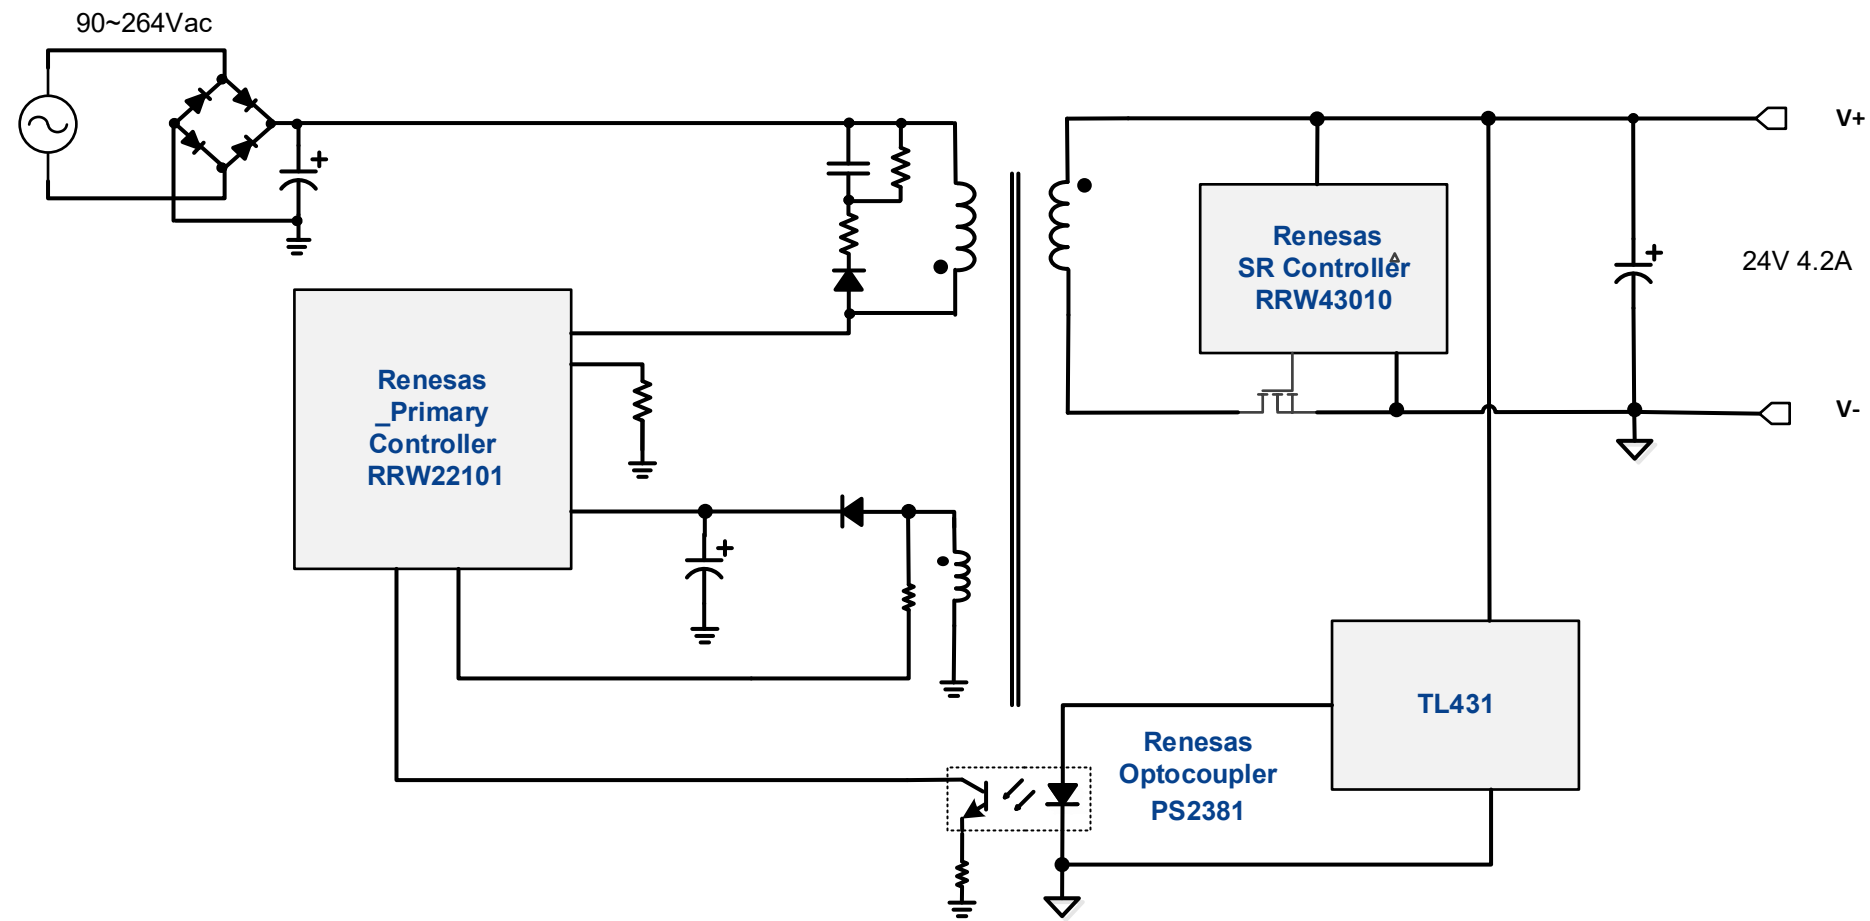 90~264Vac
V+
Renesas
SR Controller
RRW43010
24V 4.2A
Renesas
_Primary
Controller
RRW22101
V-
TL431
Renesas
Optocoupler
PS2381